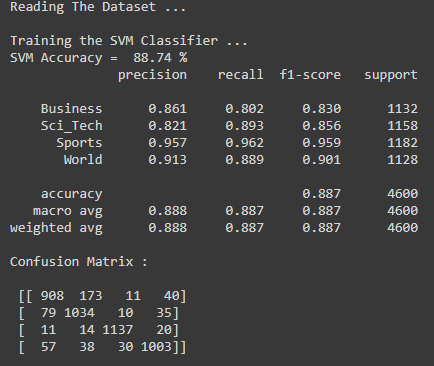 Reading The Dataset ...
Training the SVM Classifier ...
SVM Accuracy =  88.74 %
              precision    recall  f1-score   support
    Business      0.861     0.802     0.830      1132
    Sci_Tech      0.821     0.893     0.856      1158
      Sports      0.957     0.962     0.959      1182
       World      0.913     0.889     0.901      1128
    accuracy                          0.887      4600
   macro avg      0.888     0.887     0.887      4600
weighted avg      0.888     0.887     0.887      4600
Confusion Matrix :
 [[ 908  173   11   40]
 [  79 1034   10   35]
 [  11   14 1137   20]
 [  57   38   30 1003]]